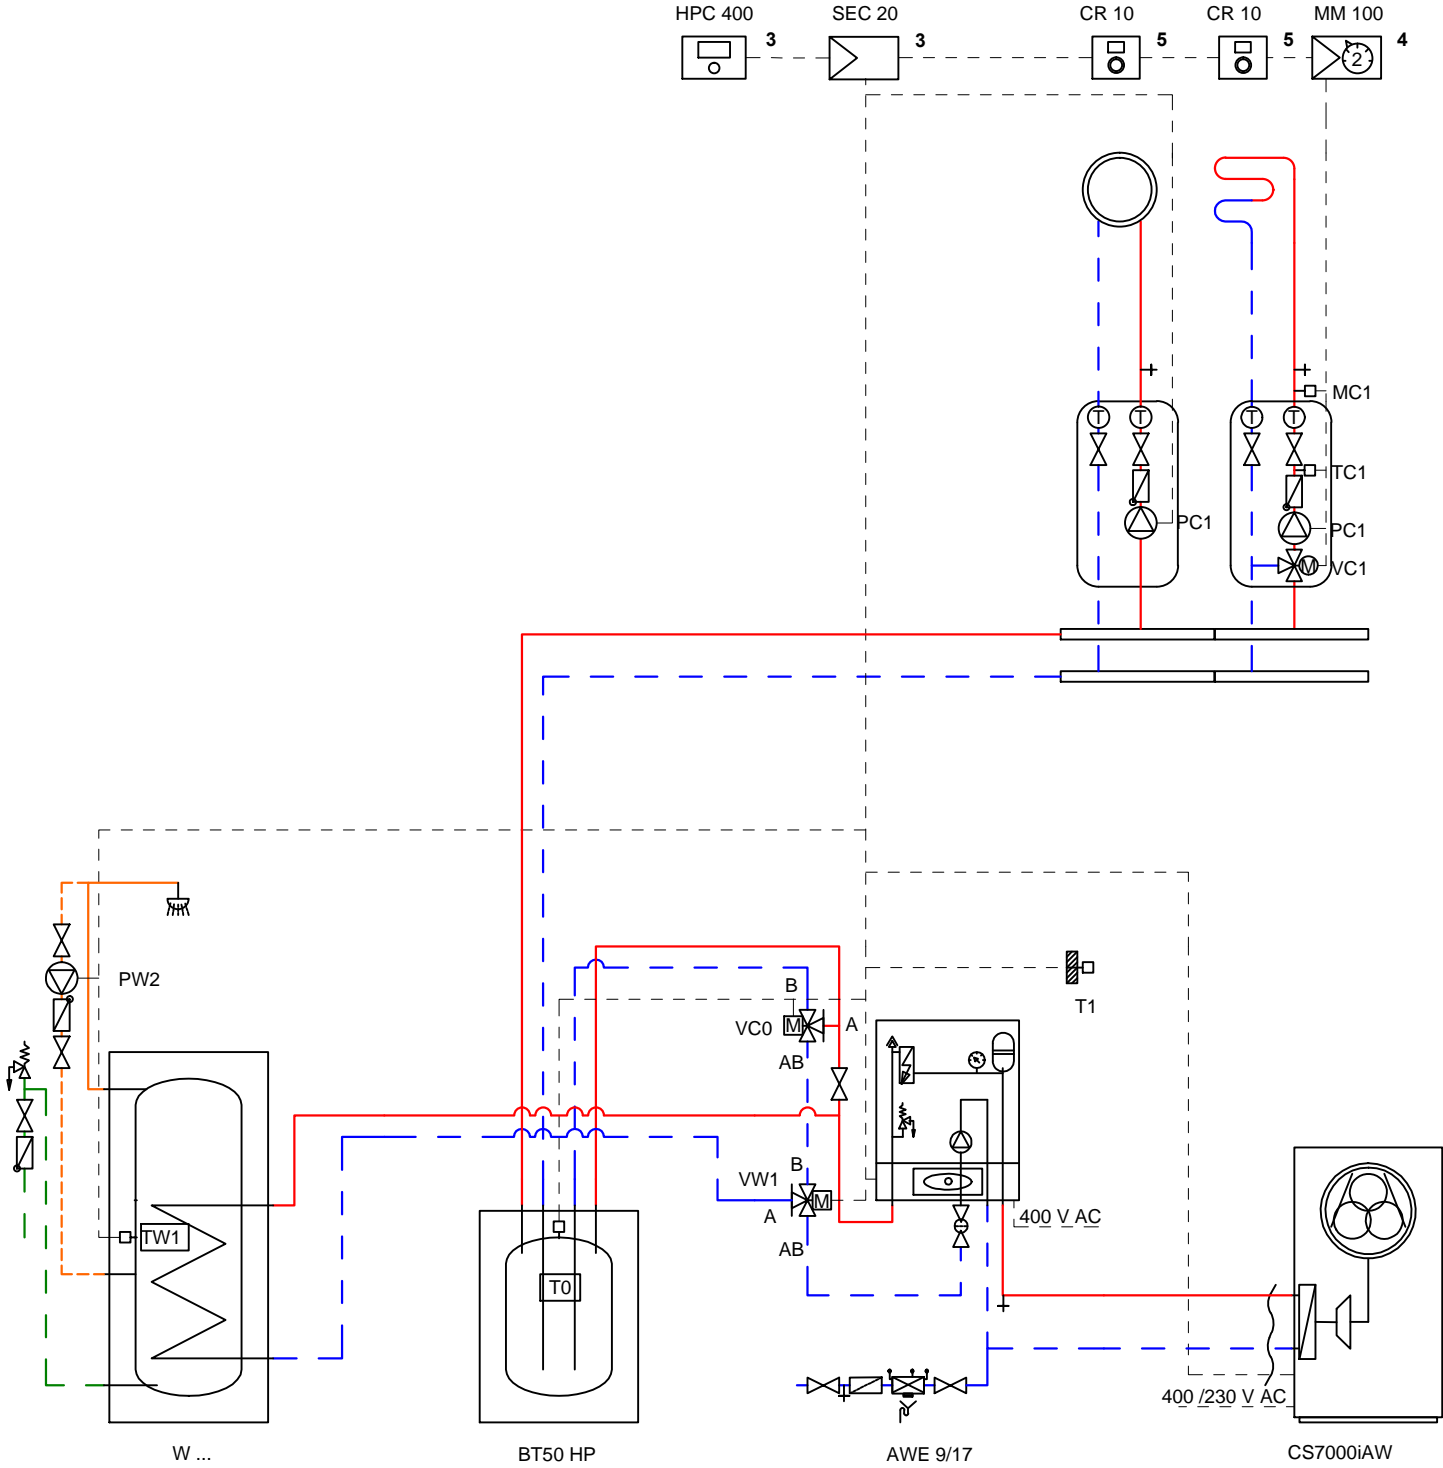 HPC 400
SEC 20
CR 10
CR 10
MM 100
3
3
5
5
4
2
MC1
T
T
T
T
TC1
PC1
PC1
M
VC1
PW2
B
T1
VC0
M
A
AB
B
VW1
M
A
400 V AC
TW1
AB
T0
400 /230 V AC
W ...
BT50 HP
AWE 9/17
CS7000iAW